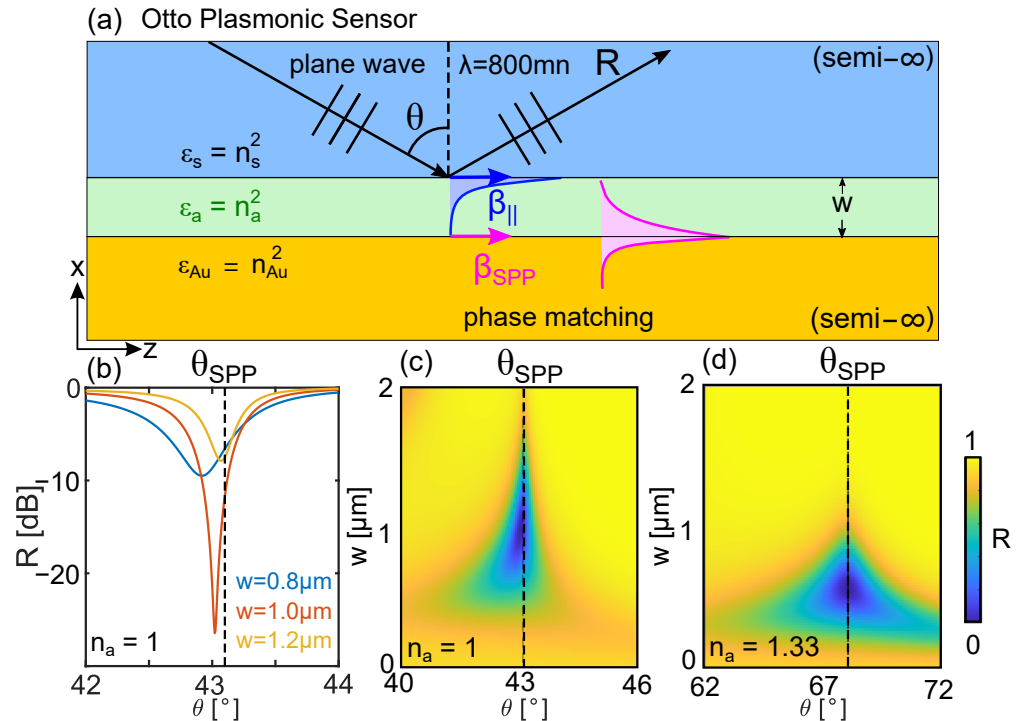 (a) Otto Plasmonic Sensor
plane wave
λ=800mn
R
(semi-∞)
θ
εs = ns²
εa = na²
β||
w
εAu = nAu²
βSPP
x
z
phase matching
(semi-∞)
(b)
θSPP
0
-10
-20
R [dB]
w=0.8μm
w=1.0μm
w=1.2μm
na = 1
42
43
44
θ [°]
(c)
θSPP
2
1
0
w [μm]
na = 1
40
43
46
θ [°]
(d)
θSPP
2
1
0
w [μm]
na = 1.33
62
67
72
θ [°]
1
R
0